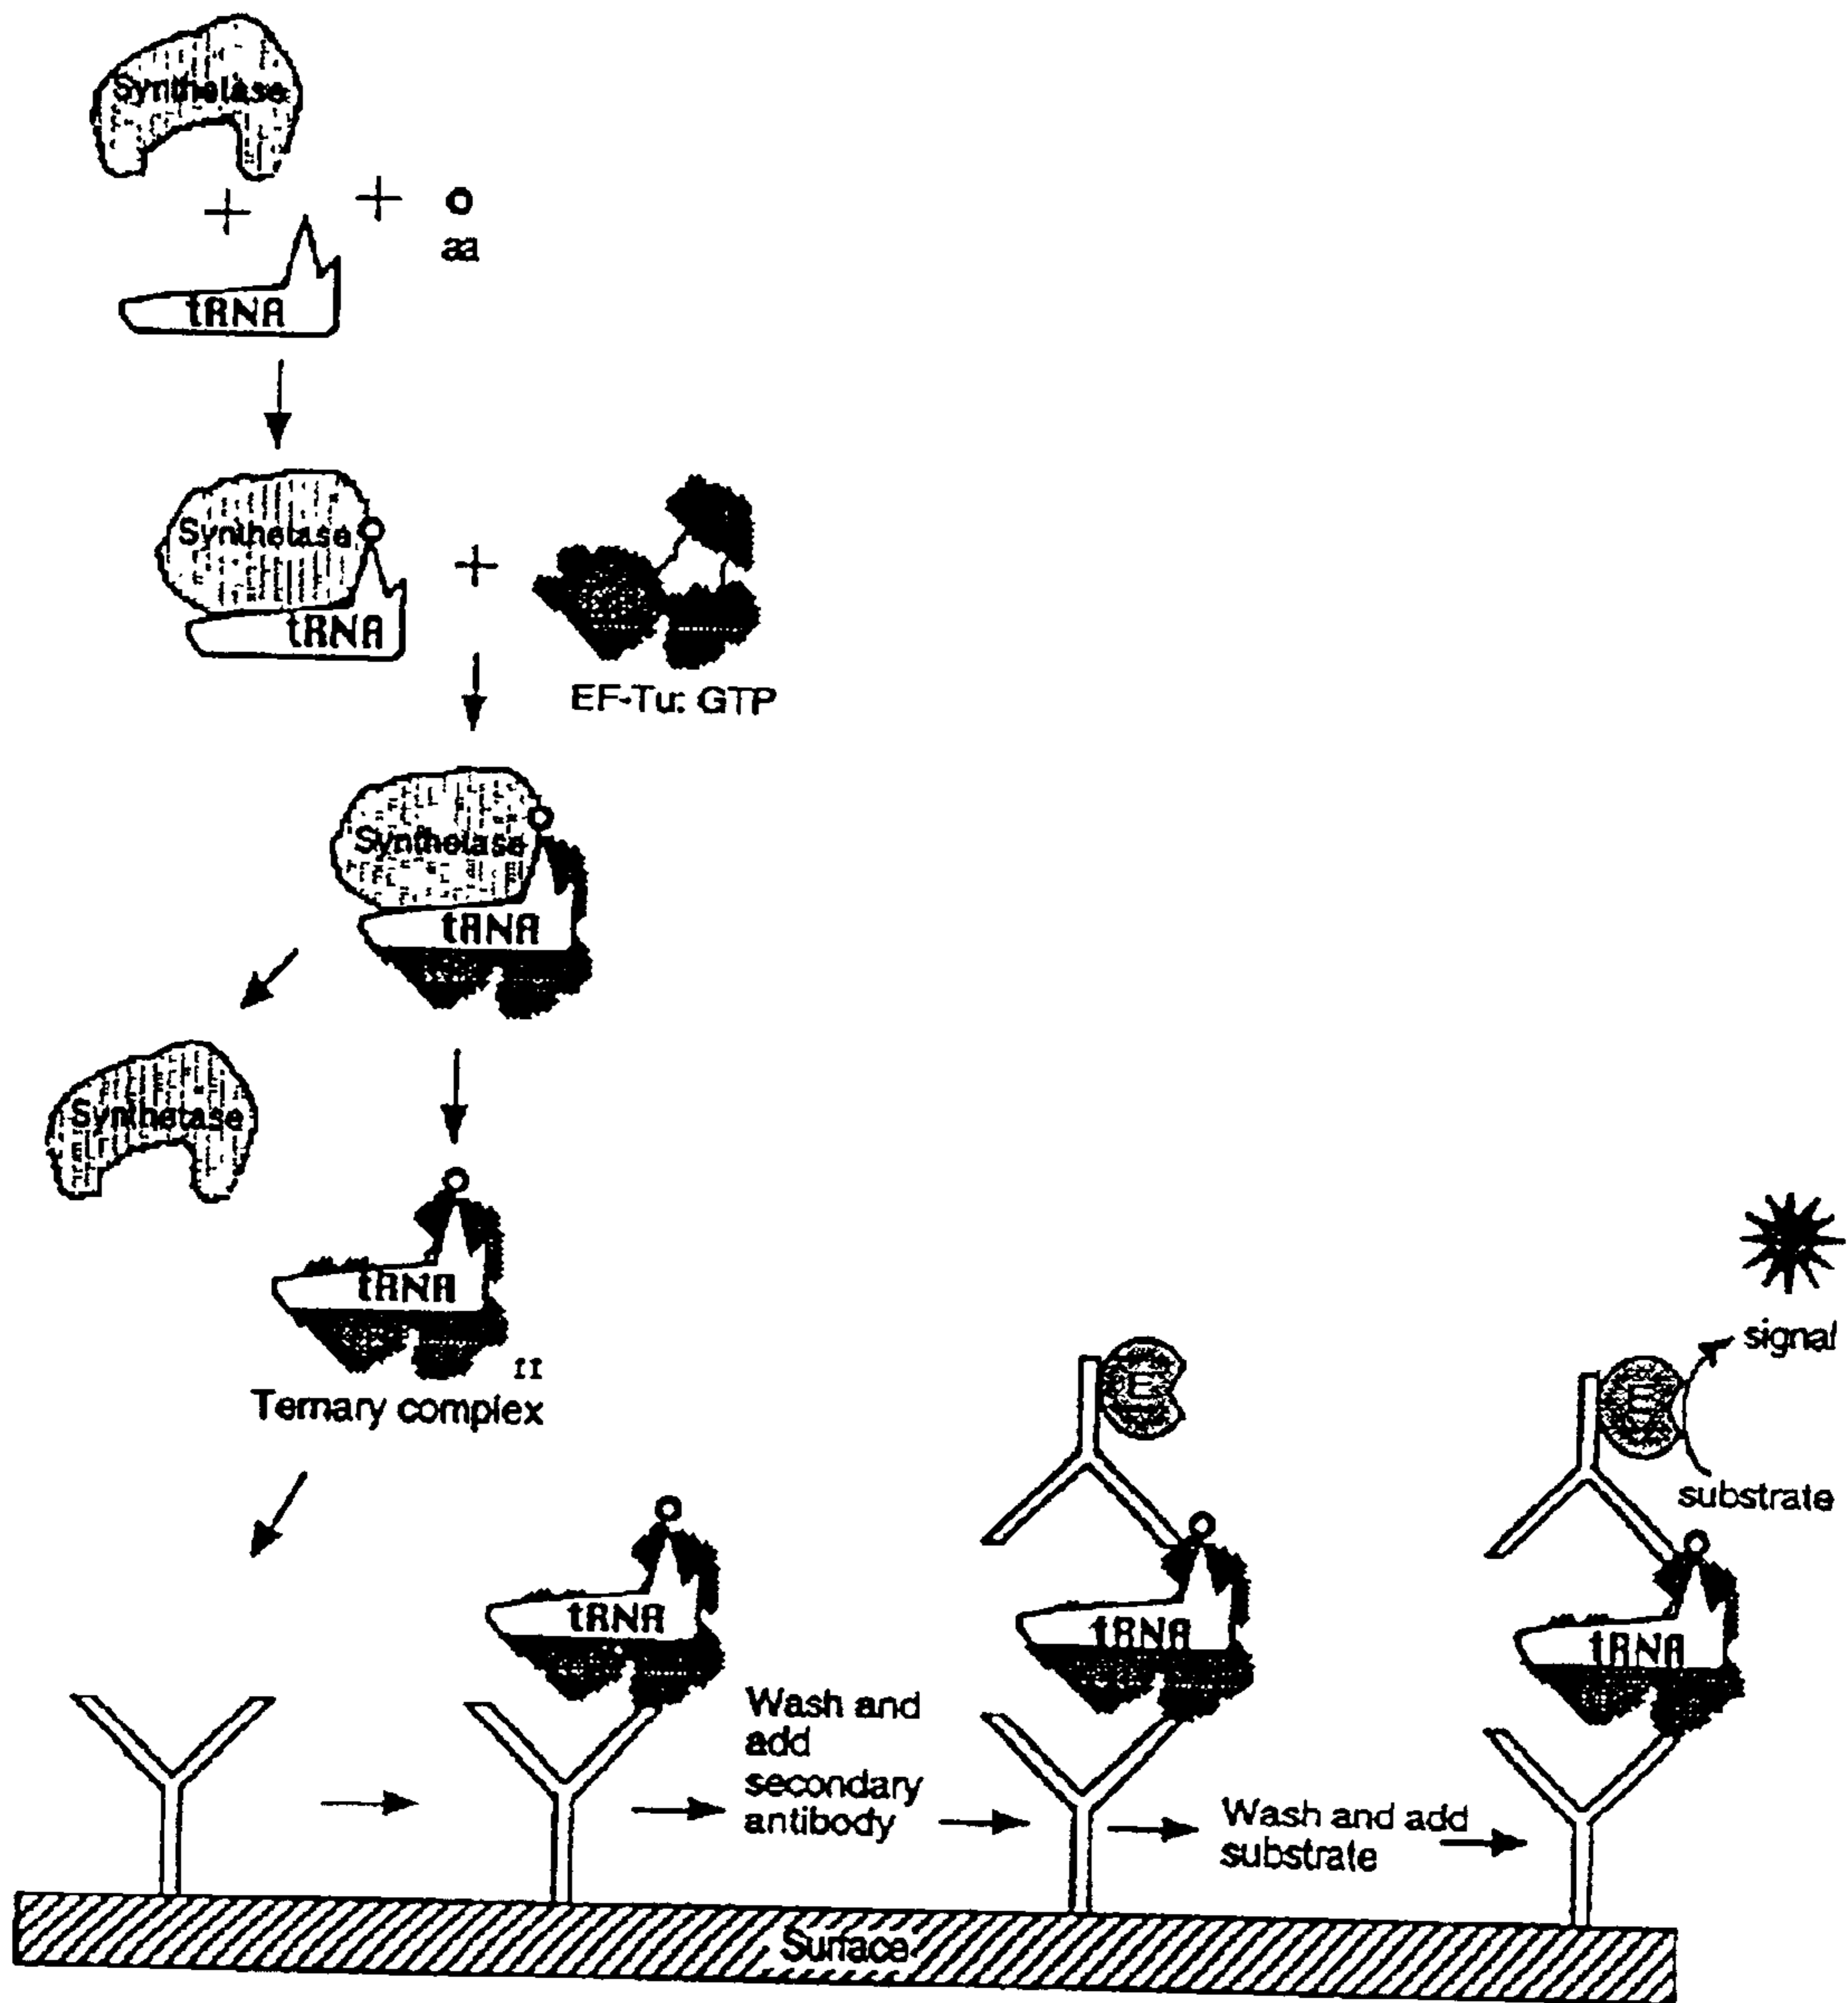 Synthetase
aa
tRNA
Synthetase
tRNA
EF-Tu: GTP
Synthetase
tRNA
Synthetase
tRNA
II
Ternary complex
E
signal
E
substrate
tRNA
tRNA
tRNA
Wash and
add
secondary
antibody
Wash and add
substrate
Surface